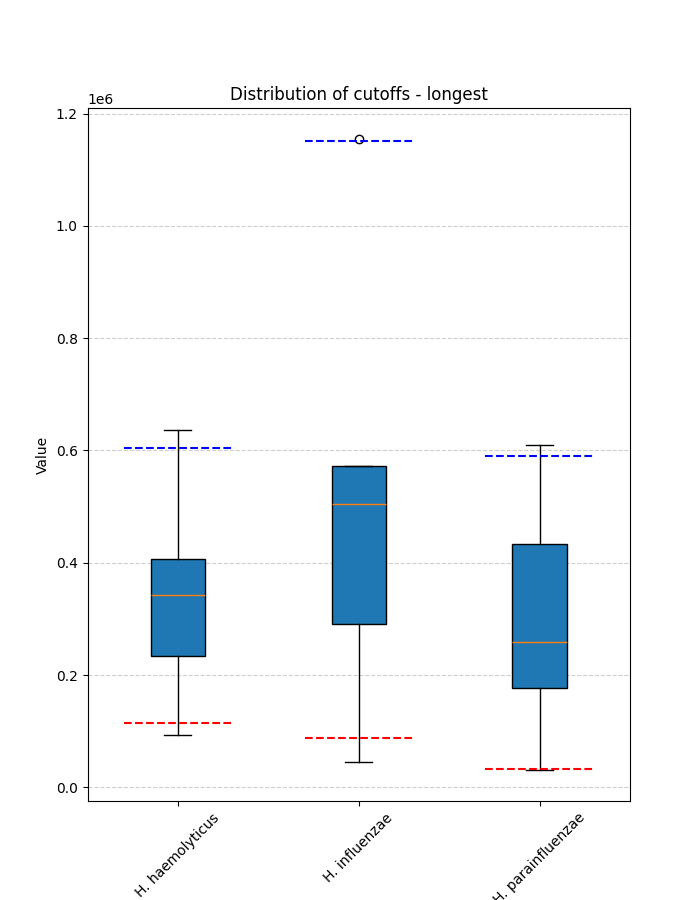 Distribution of cutoffs - longest
1e6
1.2
1.0
0.8
0.6
0.4
0.2
0.0
Value
H. haemolyticus
H. influenzae
H. parainfluenzae